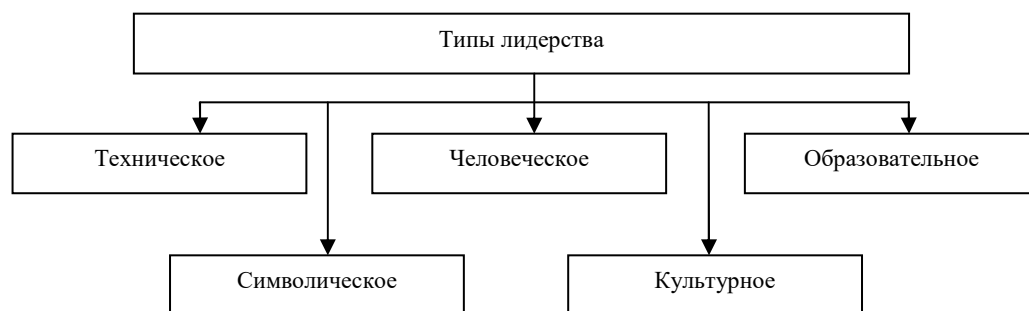 Типы лидерства
Техническое
Человеческое
Образовательное
Символическое
Культурное